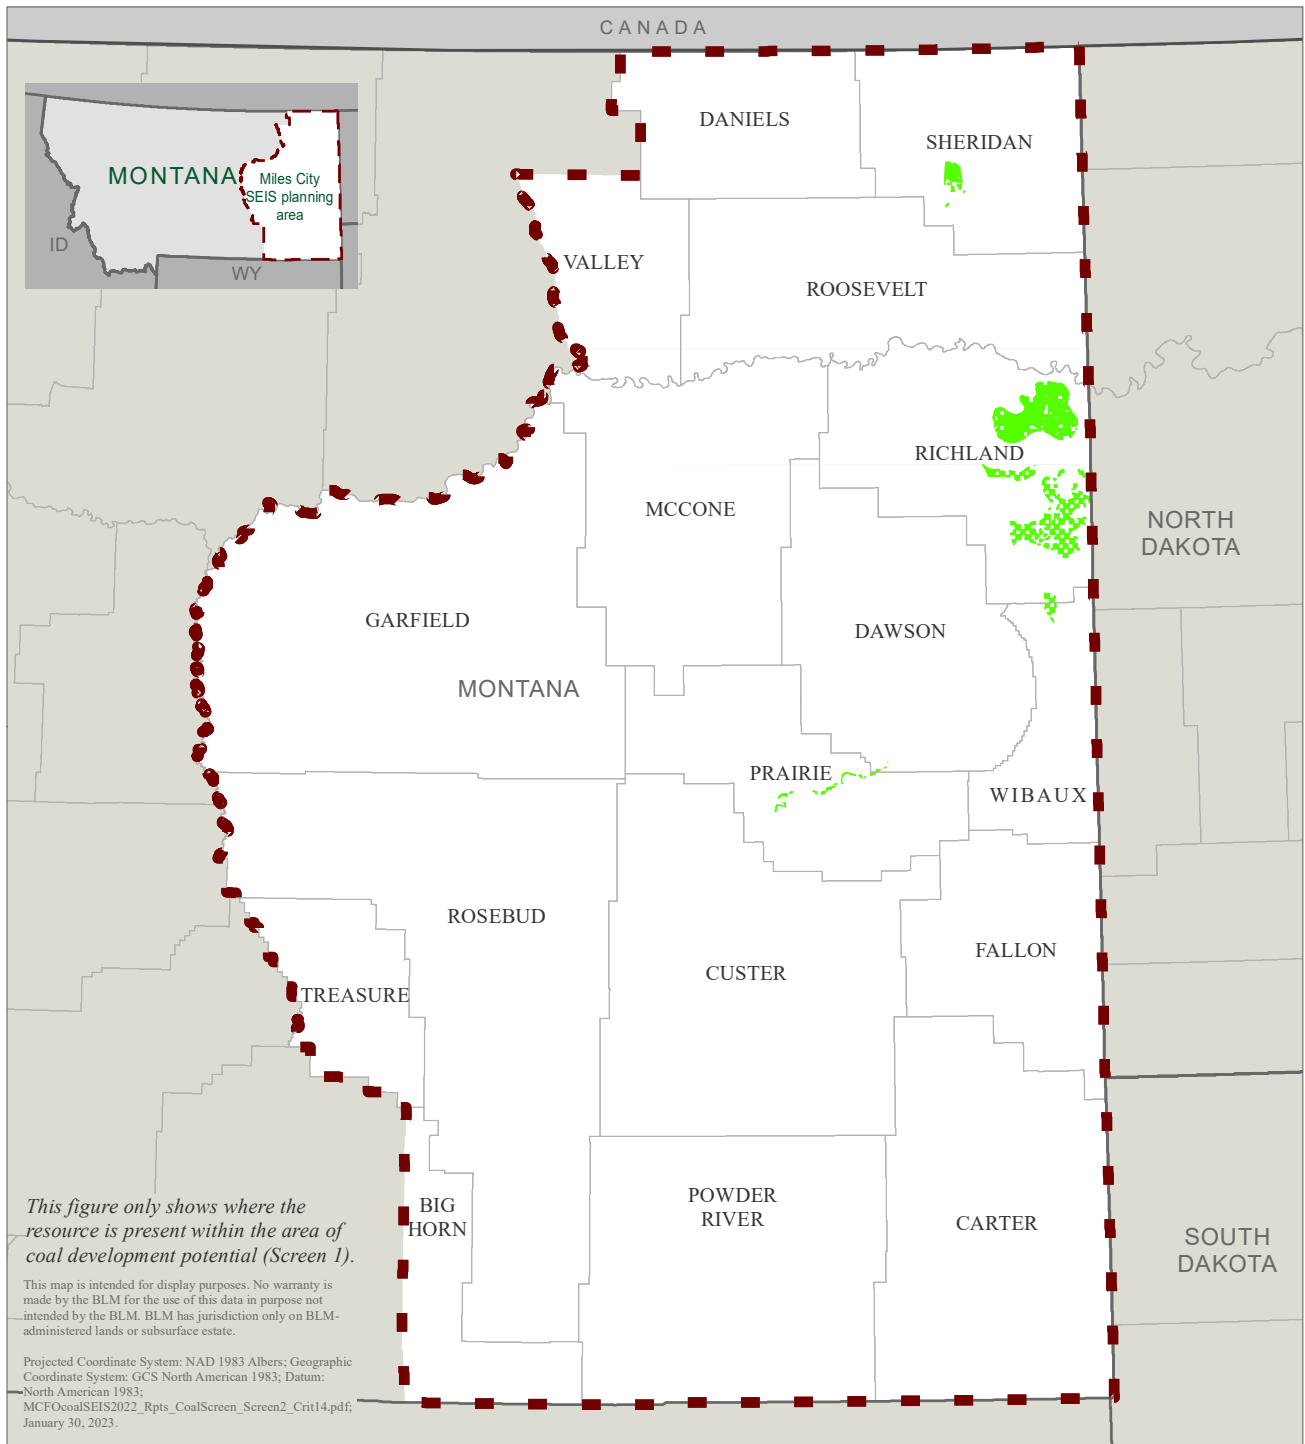 CANADA
DANIELS
SHERIDAN
MONTANA
Miles City
SEIS planning
area
ID
WY
VALLEY
ROOSEVELT
RICHLAND
MCCONE
NORTH
DAKOTA
GARFIELD
DAWSON
MONTANA
PRAIRIE
WIBAUX
ROSEBUD
FALLON
CUSTER
TREASURE
BIG
HORN
POWDER
RIVER
CARTER
SOUTH
DAKOTA
This figure only shows where the
resource is present within the area of
coal development potential (Screen 1).
This map is intended for display purposes. No warranty is
made by the BLM for the use of this data in purpose not
intended by the BLM. BLM has jurisdiction only on BLM-
administered lands or subsurface estate.
Projected Coordinate System: NAD 1983 Albers; Geographic
Coordinate System: GCS North American 1983; Datum:
North American 1983;
MCFOcoalSEIS2022_Rpts_CoalScreen_Screen2_Crit14.pdf;
January 30, 2023.